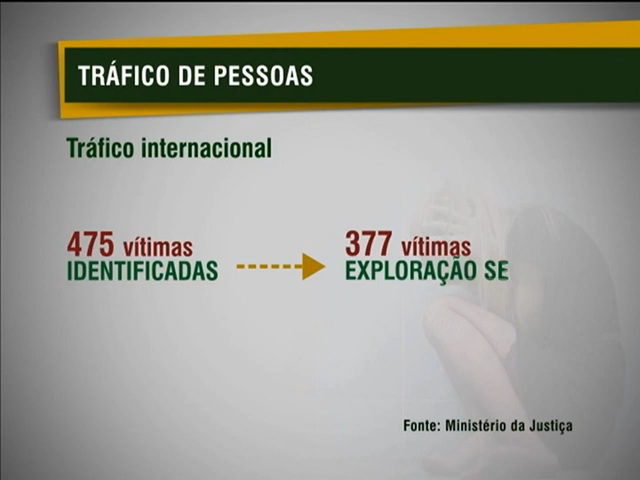 TRÁFICO DE PESSOAS
Tráfico internacional
475 vítimas
IDENTIFICADAS
377 vítimas
EXPLORAÇÃO SE
Fonte: Ministério da Justiça